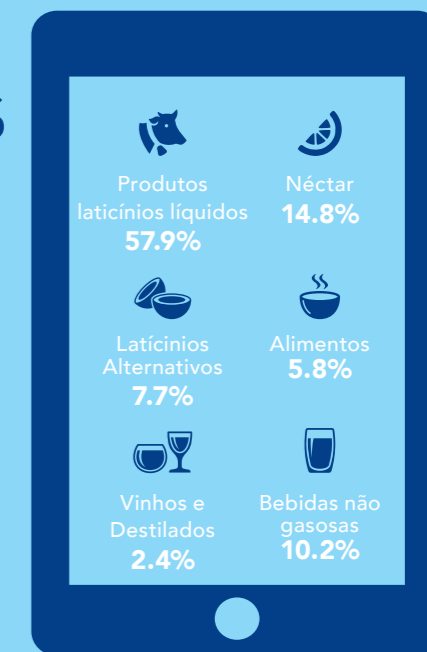 Produtos
laticínios líquidos
57.9%
Néctar
14.8%
Latícinios
Alternativos
7.7%
Alimentos
5.8%
Vinhos e
Destilados
2.4%
Bebidas não
gasosas
10.2%